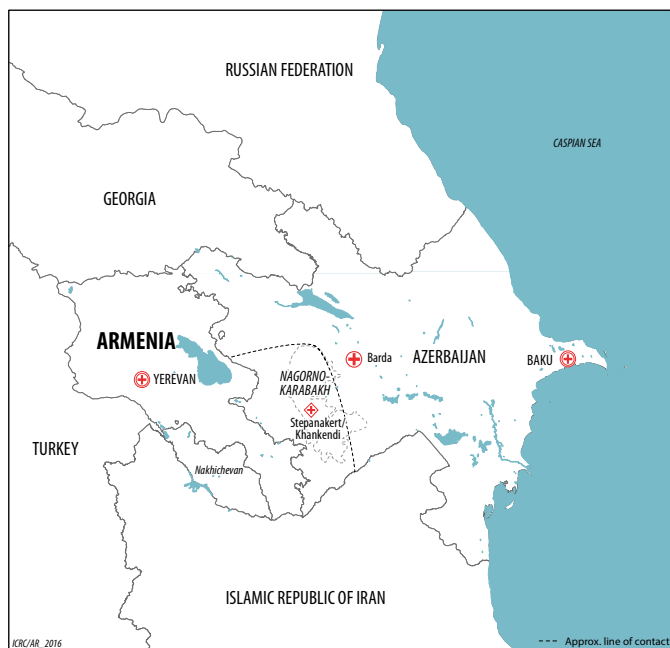 RUSSIAN FEDERATION
CASPIAN SEA
GEORGIA
ARMENIA
Barda
AZERBAIJAN
BAKU
YEREVAN
NAGORNO-
KARABAKH
Stepanakert/
Khankendi
TURKEY
Nakhichevan
ISLAMIC REPUBLIC OF IRAN
ICRC/AR_2016
Approx. line of contact